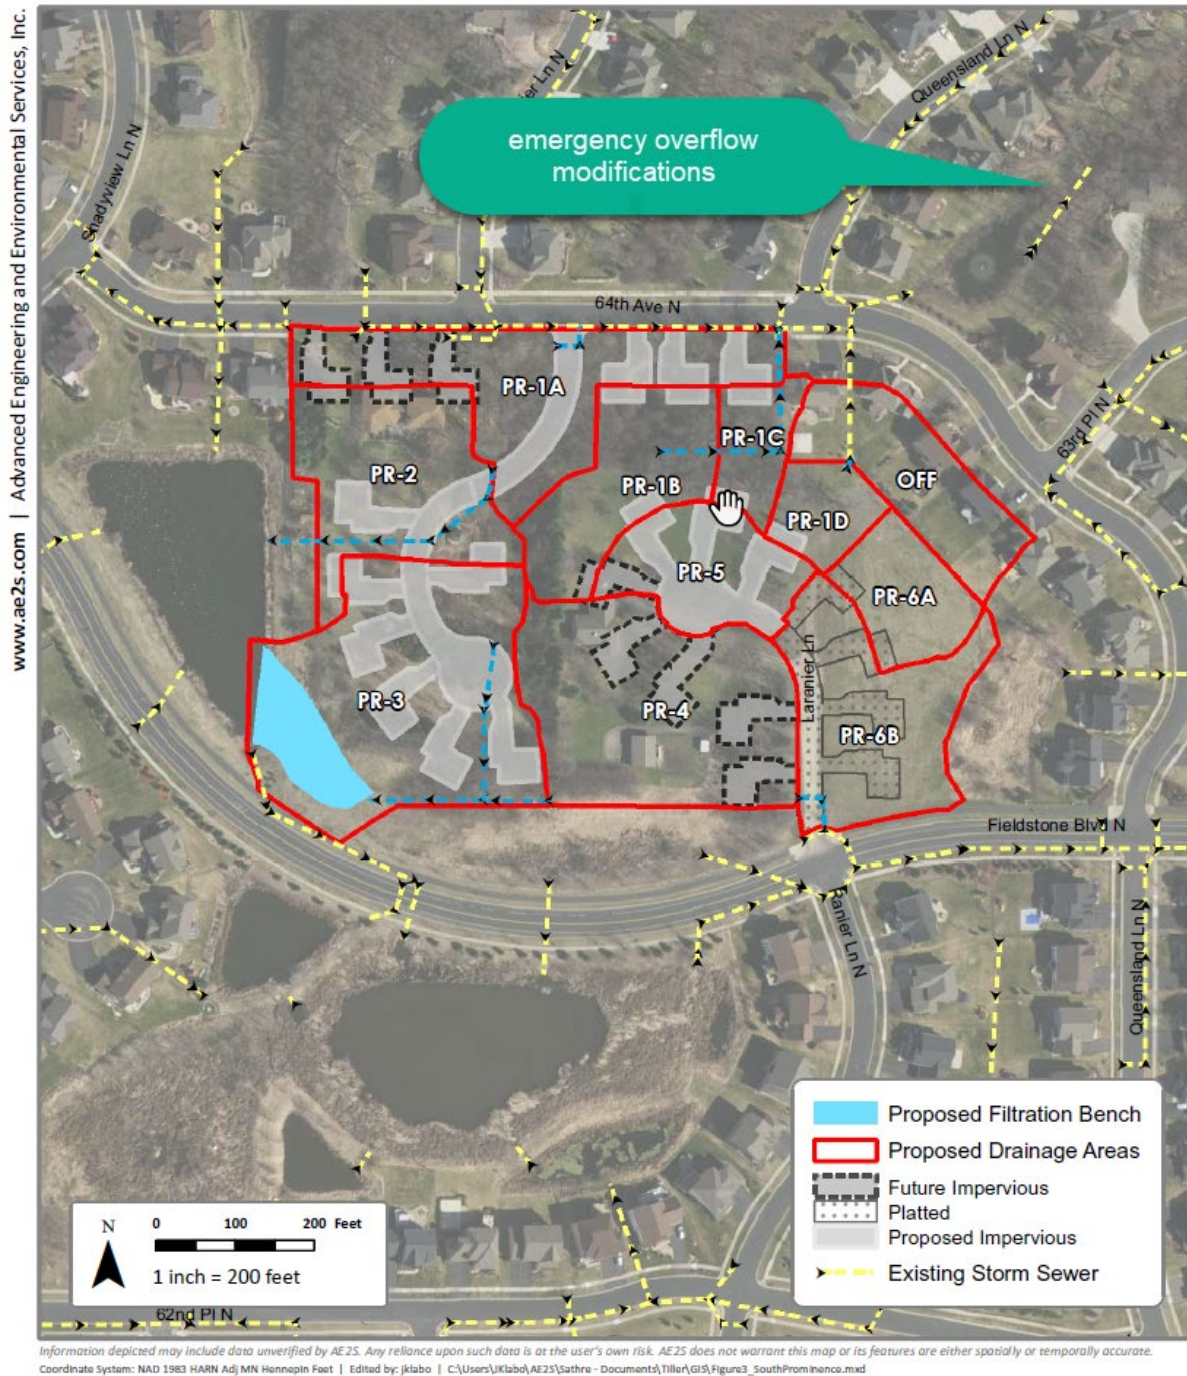 www.ae2s.com | Advanced Engineering and Environmental Services, Inc.
Shadyview Ln N
ier Ln N
Queensland Ln N
emergency overflow
modifications
64th Ave N
63rd Pl N
PR-1A
PR-1C
PR-2
PR-1B
OFF
PR-1D
PR-5
PR-6A
Laranier Ln
PR-3
PR-4
PR-6B
Fieldstone Blvd N
Ranier Ln N
Queensland Ln N
Proposed Filtration Bench
Proposed Drainage Areas
Future Impervious
Platted
Proposed Impervious
Existing Storm Sewer
N
0 100 200 Feet
1 inch = 200 feet
62nd Pl N
Information depicted may include data unverified by AE2S. Any reliance upon such data is at the user's own risk. AE2S does not warrant this map or its features are either spatially or temporally accurate.
Coordinate System: NAD 1983 HARN Adj MN Hennepin Feet | Edited by: jklabo | C:\Users\JKlabo\AE2S\Sathre - Documents\Tiller\GIS\Figure3_SouthProminence.mxd